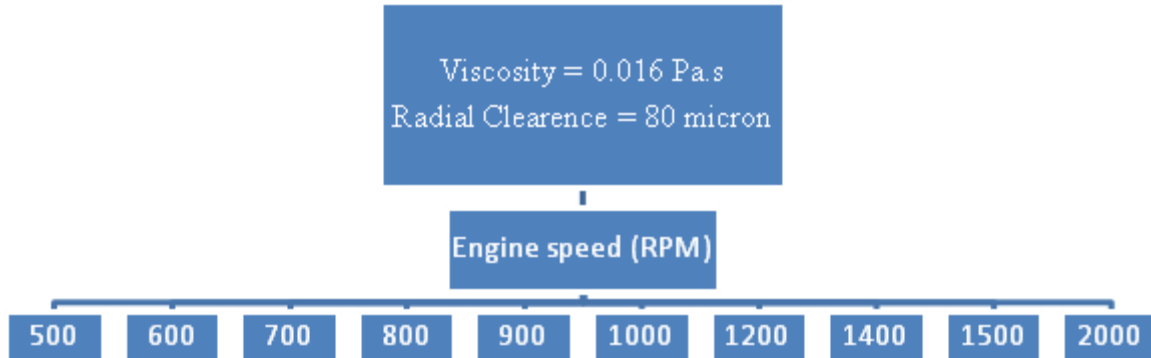 Viscosity = 0.016 Pa.s
Radial Clearence = 80 micron
Engine speed (RPM)
500 600 700 800 900 1000 1200 1400 1500 2000